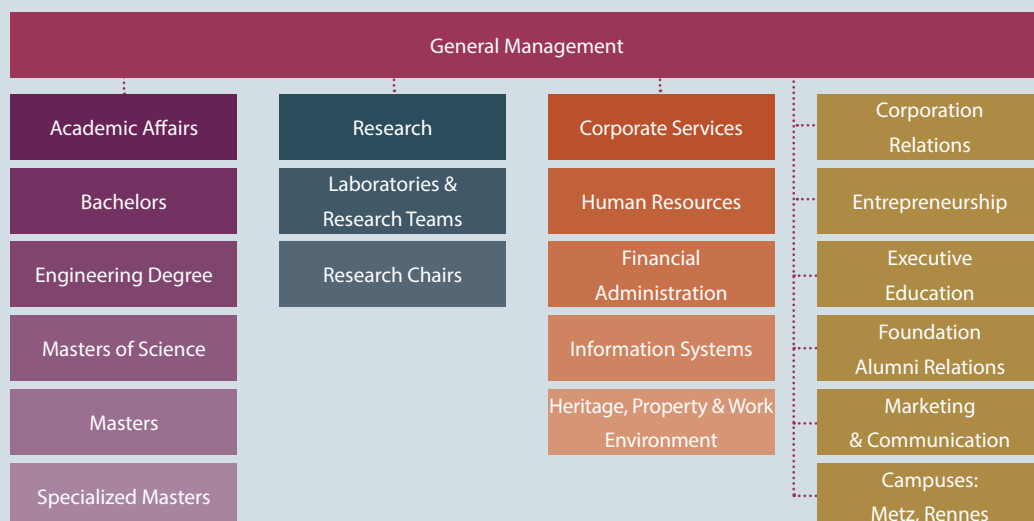 General Management
Academic Affairs
Bachelors
Engineering Degree
Masters of Science
Masters
Specialized Masters
Research
Laboratories &
Research Teams
Research Chairs
Corporate Services
Human Resources
Financial
Administration
Information Systems
Heritage, Property & Work
Environment
Corporation
Relations
Entrepreneurship
Executive
Education
Foundation
Alumni Relations
Marketing
& Communication
Campuses:
Metz, Rennes